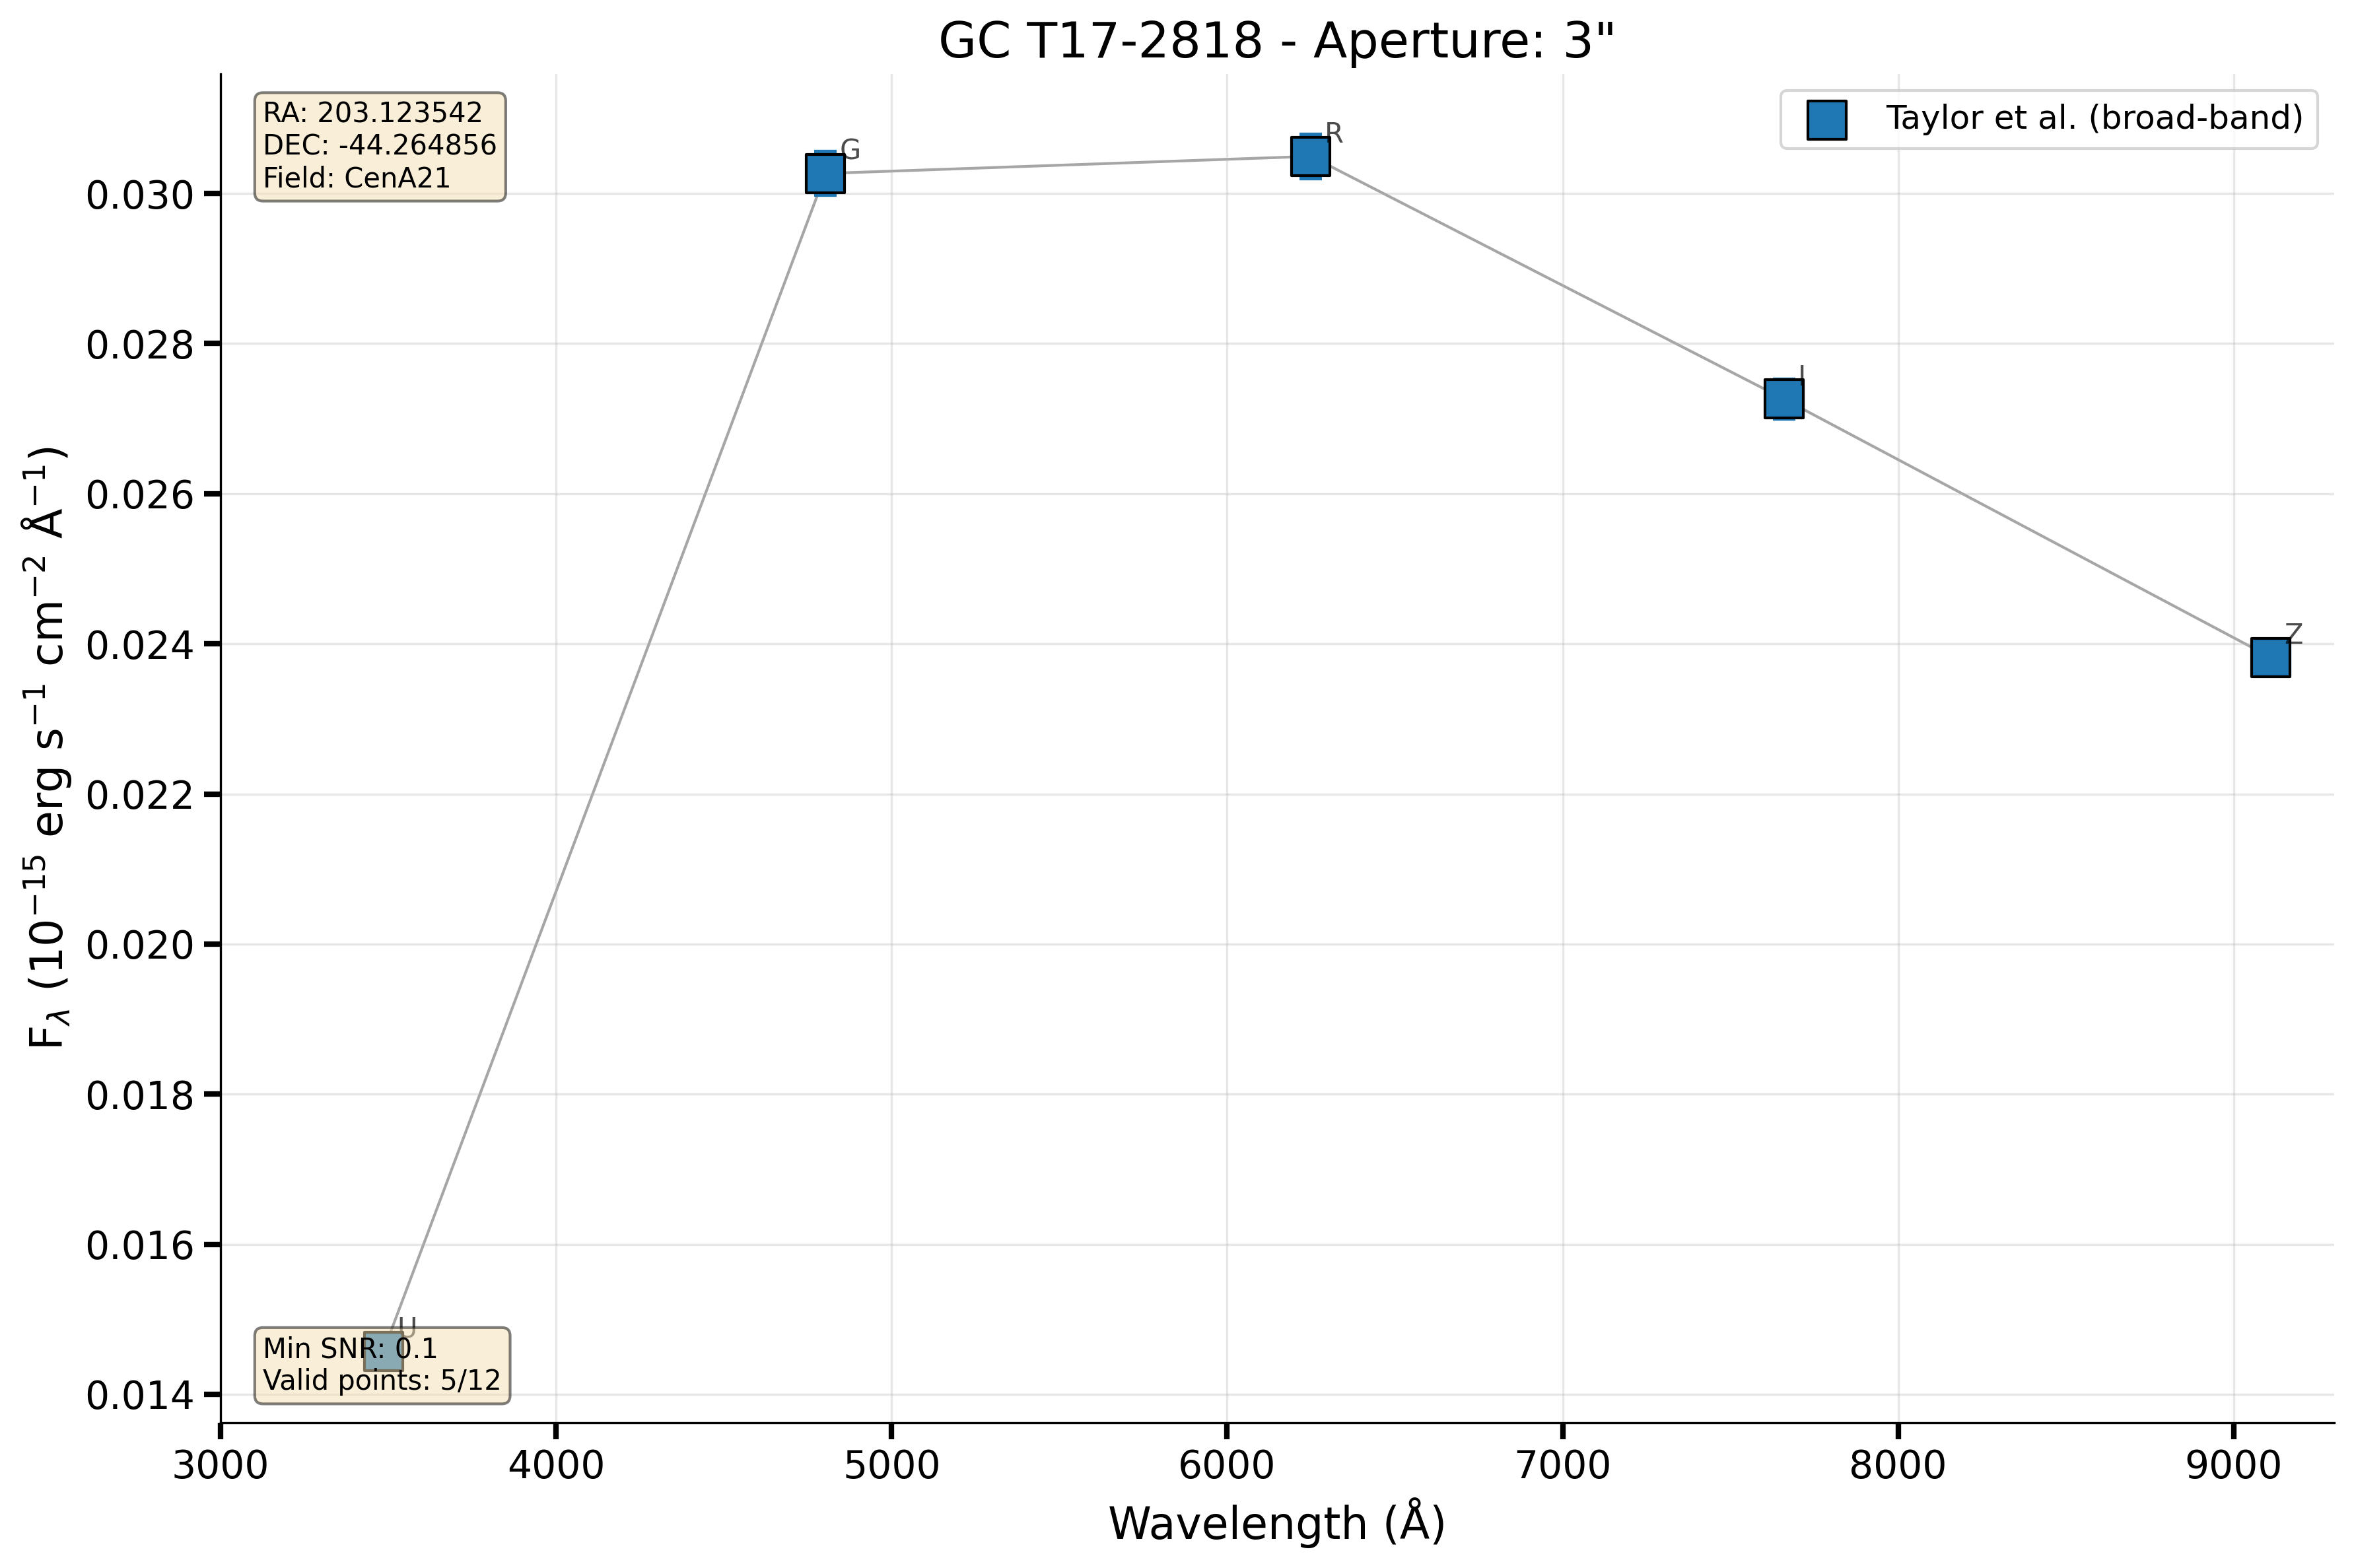 GC T17-2818 - Aperture: 3"
RA: 203.123542
DEC: -44.264856
Field: CenA21
Taylor et al. (broad-band)
G
R
I
Z
U
Min SNR: 0.1
Valid points: 5/12
0.030
0.028
0.026
0.024
0.022
0.020
0.018
0.016
0.014
F_λ (10⁻¹⁵ erg s⁻¹ cm⁻² Å⁻¹)
3000 4000 5000 6000 7000 8000 9000
Wavelength (Å)